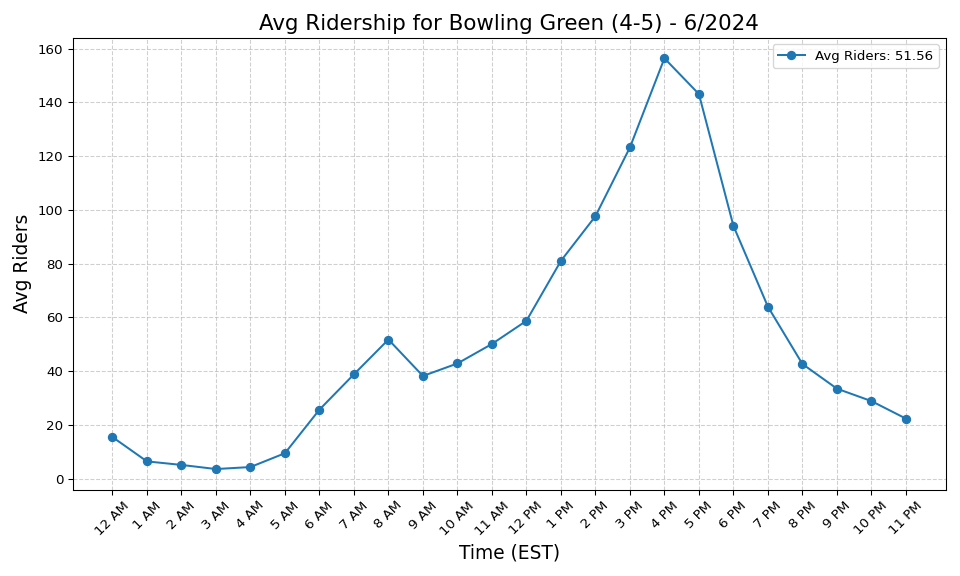 Avg Ridership for Bowling Green (4-5) - 6/2024
Avg Riders: 51.56
Avg Riders
160
140
120
100
80
60
40
20
0
12 AM
1 AM
2 AM
3 AM
4 AM
5 AM
6 AM
7 AM
8 AM
9 AM
10 AM
11 AM
12 PM
1 PM
2 PM
3 PM
4 PM
5 PM
6 PM
7 PM
8 PM
9 PM
10 PM
11 PM
Time (EST)